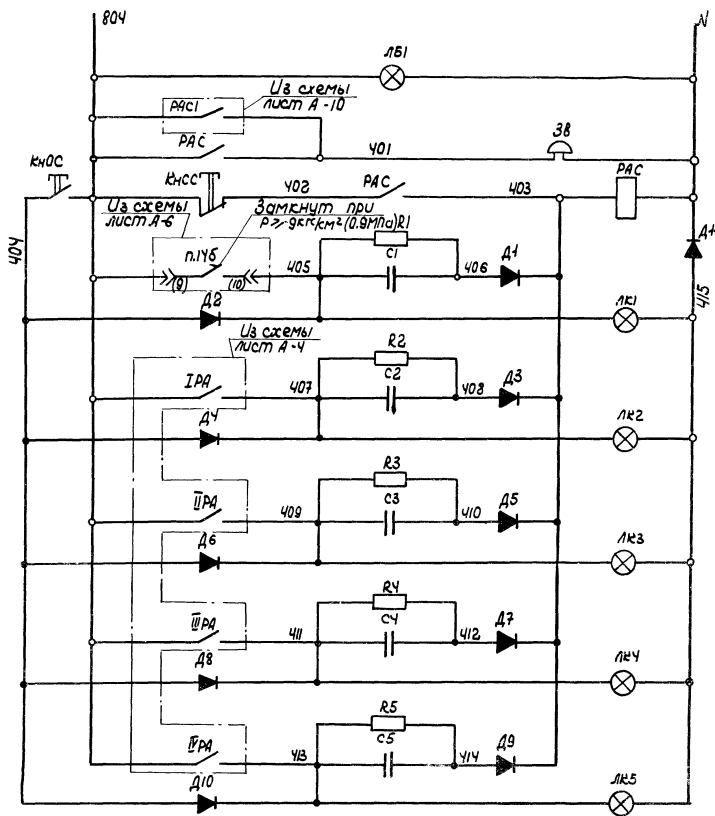 804
N
ЛБ1
Из схемы
лист А-10
РАС1
РАС
401
ЗВ
КнОС
КнСС
402
РАС
403
РАС
Из схемы
лист А-6
Замкнут при
Р≥9кг/км² (0.9МПа)
R1
С1
п.14б
(9)
(10)
405
406
Д1
404
415
Д2
ЛК1
Из схемы
лист А-4
R2
С2
IРА
407
408
Д3
Д4
ЛК2
R3
С3
IIРА
409
410
Д5
Д6
ЛК3
R4
С4
IIIРА
411
412
Д7
Д8
ЛК4
R5
С5
IVРА
413
414
Д9
Д10
ЛК5